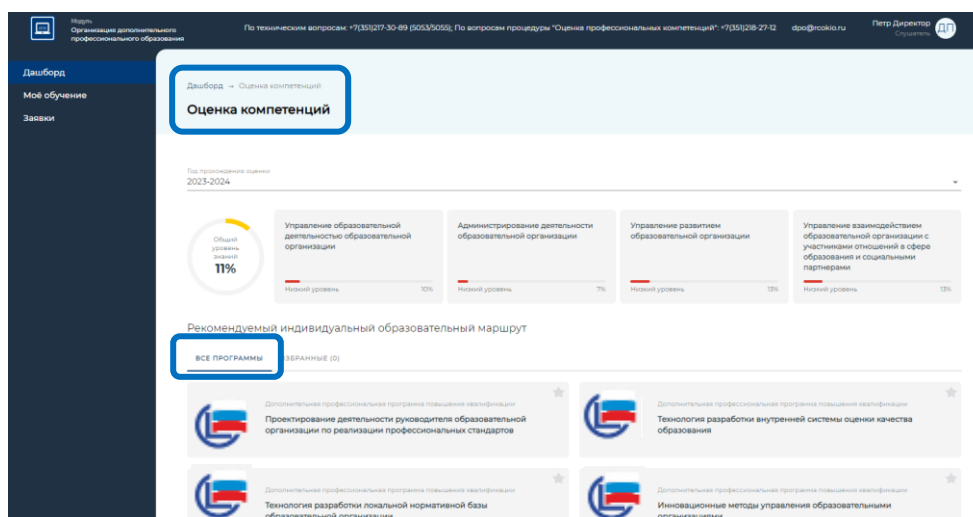 Модуль
Организация дополнительного
профессионального образования
По техническим вопросам: +7(351)217-30-89 (5053/5055); По вопросам процедуры "Оценка профессиональных компетенций": +7(351)218-27-12
dpo@rcokio.ru
Петр Директор
Слушатель
ДП
Дашборд
Моё обучение
Заявки
Дашборд → Оценка компетенций
Оценка компетенций
Год прохождения оценки
2023-2024
Общий
уровень
знаний
11%
Управление образовательной
деятельностью образовательной
организации
Низкий уровень 10%
Администрирование деятельности
образовательной организации
Низкий уровень 7%
Управление развитием
образовательной организации
Низкий уровень 13%
Управление взаимодействием
образовательной организации с
участниками отношений в сфере
образования и социальными
партнерами
Низкий уровень 13%
Рекомендуемый индивидуальный образовательный маршрут
ВСЕ ПРОГРАММЫ
ИЗБРАННЫЕ (0)
Дополнительная профессиональная программа повышения квалификации
Проектирование деятельности руководителя образовательной
организации по реализации профессиональных стандартов
Дополнительная профессиональная программа повышения квалификации
Технология разработки внутренней системы оценки качества
образования
Дополнительная профессиональная программа повышения квалификации
Технология разработки локальной нормативной базы
образовательной организации
Дополнительная профессиональная программа повышения квалификации
Инновационные методы управления образовательными
организациями